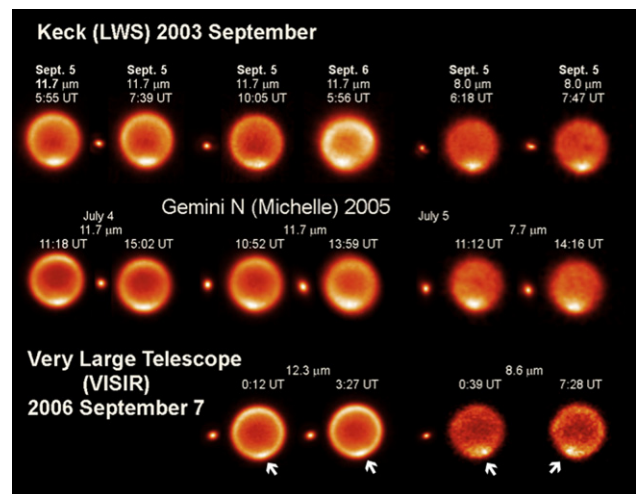 Keck (LWS) 2003 September
Sept. 5 Sept. 5 Sept. 5 Sept. 6 Sept. 5 Sept. 5
11.7 µm 11.7 µm 11.7 µm 11.7 µm 8.0 µm 8.0 µm
5:55 UT 7:39 UT 10:05 UT 5:56 UT 6:18 UT 7:47 UT
Gemini N (Michelle) 2005
July 4 July 5
11.7 µm 11.7 µm 7.7 µm
11:18 UT 15:02 UT 10:52 UT 13:59 UT 11:12 UT 14:16 UT
Very Large Telescope
(VISIR)
2006 September 7
12.3 µm 8.6 µm
0:12 UT 3:27 UT 0:39 UT 7:28 UT